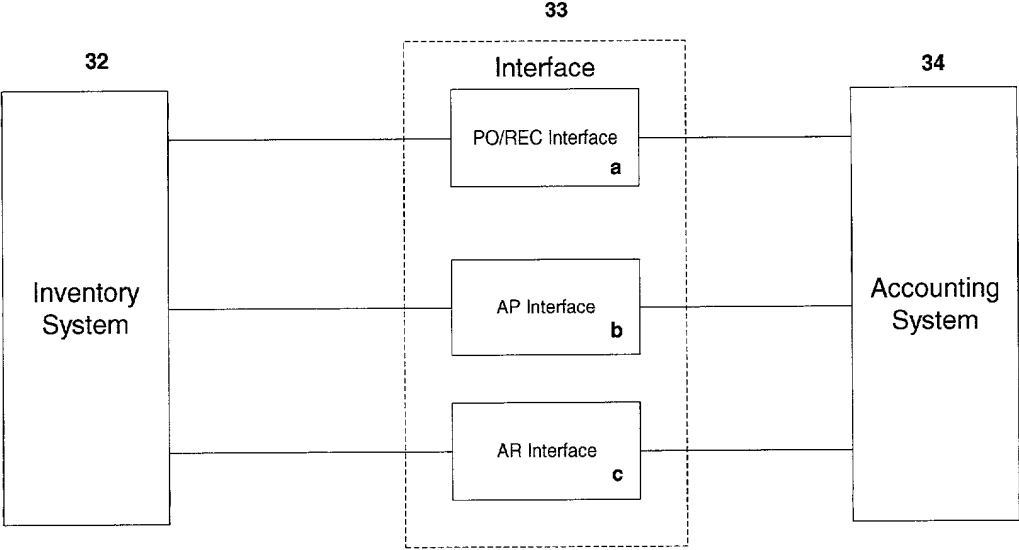 33
32
34
Interface
PO/REC Interface
a
Inventory
System
AP Interface
b
Accounting
System
AR Interface
c